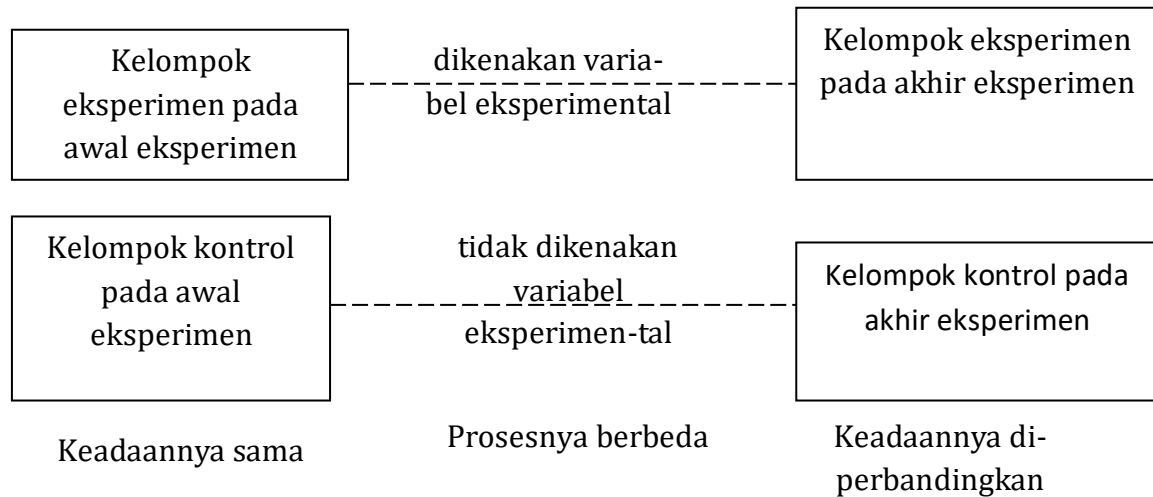 Kelompok
eksperimen pada
awal eksperimen
dikenakan varia-
bel eksperimental
Kelompok eksperimen
pada akhir eksperimen
Kelompok kontrol
pada awal
eksperimen
tidak dikenakan
variabel
eksperimen-tal
Kelompok kontrol pada
akhir eksperimen
Keadaannya sama
Prosesnya berbeda
Keadaannya di-
perbandingkan